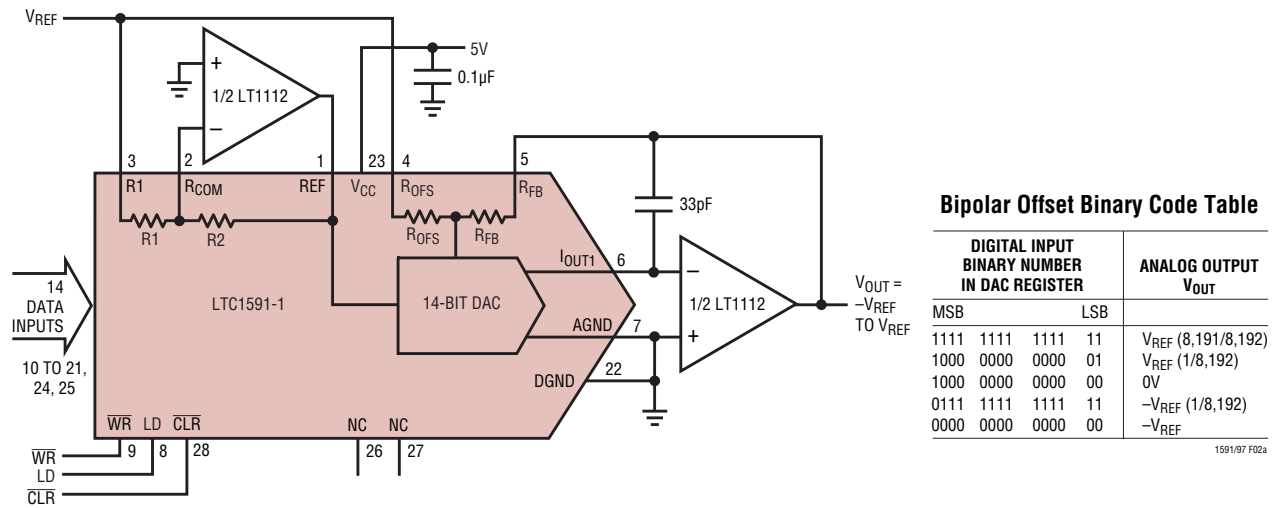 VREF
5V
0.1µF
+
1/2 LT1112
–
3
2
1
23
4
5
R1
RCOM
REF
VCC
ROFS
RFB
33pF
R1
R2
ROFS
RFB
IOUT1
6
–
14
DATA
INPUTS
LTC1591-1
14-BIT DAC
1/2 LT1112
VOUT =
–VREF
TO VREF
AGND
7
+
10 TO 21,
24, 25
DGND
22
WR
LD
CLR
NC
NC
WR
9
8
28
26
27
LD
CLR
Bipolar Offset Binary Code Table
DIGITAL INPUT
BINARY NUMBER
IN DAC REGISTER
ANALOG OUTPUT
VOUT
MSB LSB
1111 1111 1111 11 VREF (8,191/8,192)
1000 0000 0000 01 VREF (1/8,192)
1000 0000 0000 00 0V
0111 1111 1111 11 –VREF (1/8,192)
0000 0000 0000 00 –VREF
1591/97 F02a